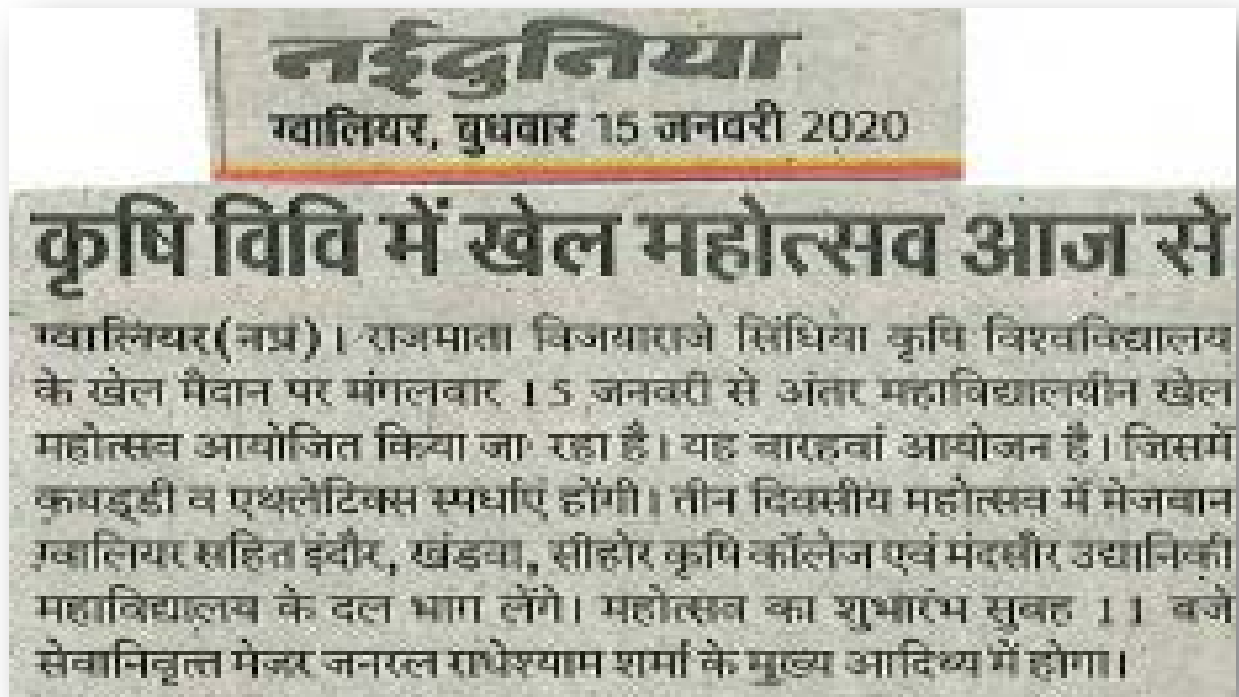 नईदुनिया
ग्वालियर, बुधवार 15 जनवरी 2020
कृषि विवि में खेल महोत्सव आज से
ग्वालियर(नप्र)। राजमाता विजयाराजे सिंधिया कृषि विश्वविद्यालय
के खेल मैदान पर मंगलवार 15 जनवरी से अंतर महाविद्यालयीन खेल
महोत्सव आयोजित किया जा रहा है। यह बारहवां आयोजन है। जिसमें
कबड्डी व एथलेटिक्स स्पर्धाएं होंगी। तीन दिवसीय महोत्सव में मेजबान
ग्वालियर सहित इंदौर, खंडवा, सीहोर कृषि कॉलेज एवं मंदसौर उद्यानिकी
महाविद्यालय के दल भाग लेंगे। महोत्सव का शुभारंभ सुबह 11 बजे
सेवानिवृत्त मेजर जनरल राधेश्याम शर्मा के मुख्य आतिथ्य में होगा।